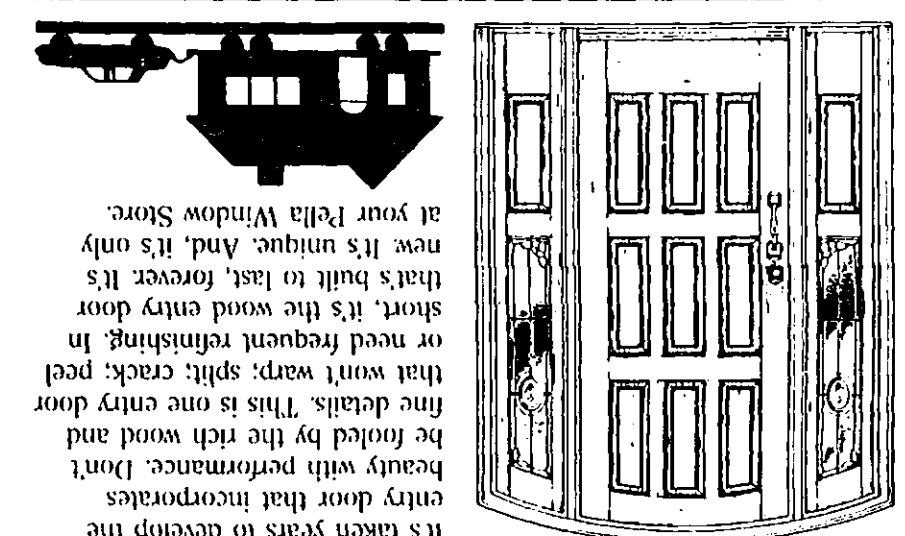 It's taken years to develop the
entry door that incorporates
beauty with performance. Don't
be fooled by the rich wood and
fine details. This is one entry door
that won't warp; split; crack; peel
or need frequent refinishing. In
short, it's the wood entry door
that's built to last, forever. It's
new. It's unique. And, it's only
at your Pella Window Store.